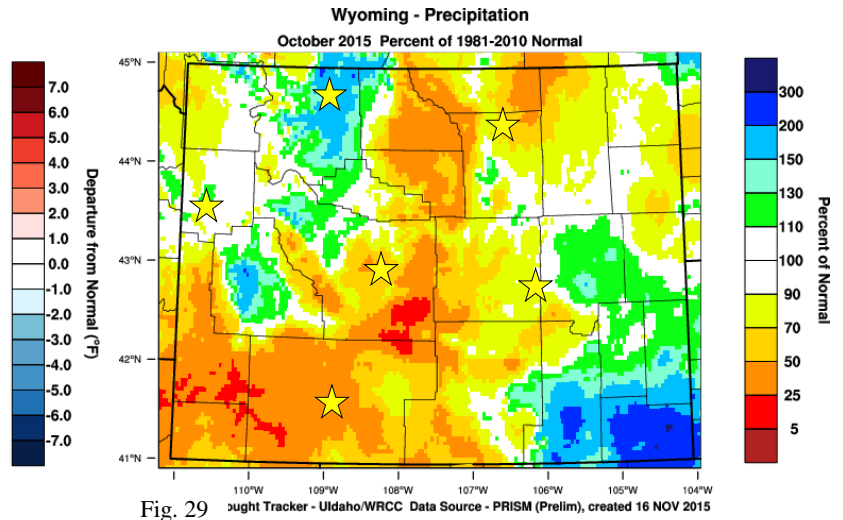 Wyoming - Precipitation
October 2015 Percent of 1981-2010 Normal
7.0
6.0
5.0
4.0
3.0
2.0
1.0
0.0
-1.0
-2.0
-3.0
-4.0
-5.0
-6.0
-7.0
Departure from Normal (°F)
45°N
44°N
43°N
42°N
41°N
110°W 109°W 108°W 107°W 106°W 105°W 104°W
300
200
150
130
110
100
90
70
50
25
5
Percent of Normal
Fig. 29 ought Tracker - UIdaho/WRCC Data Source - PRISM (Prelim), created 16 NOV 2015